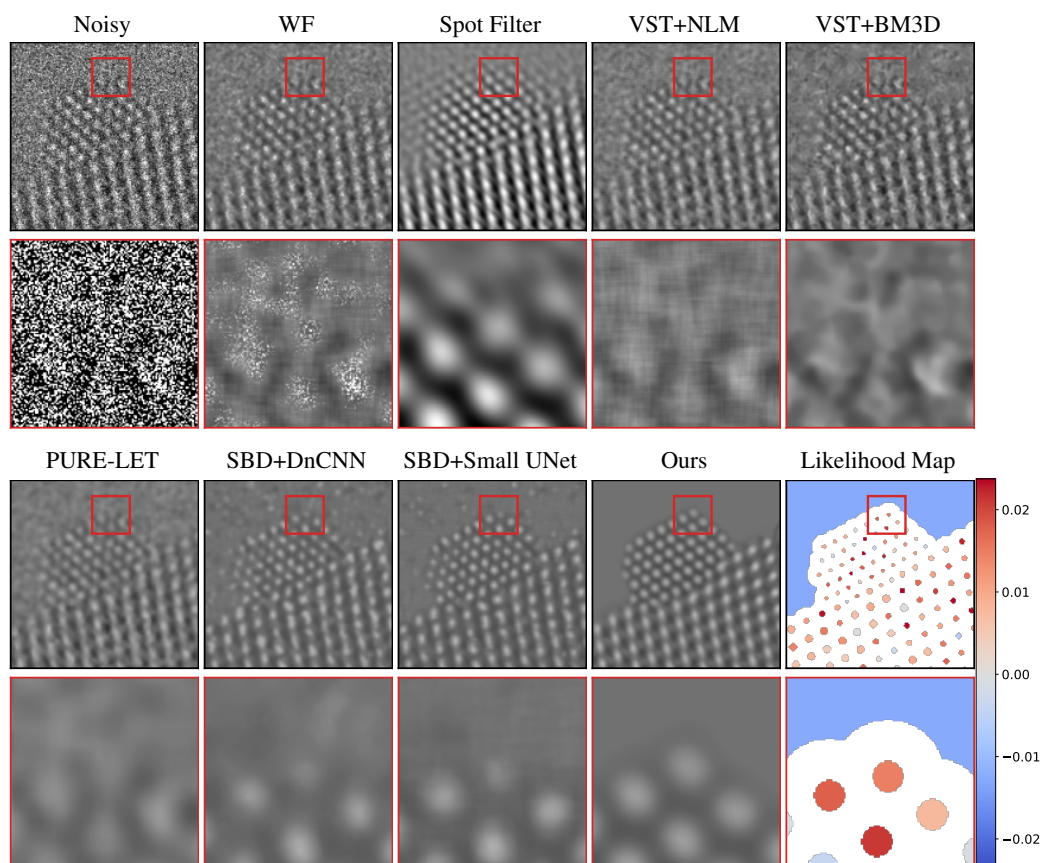 Noisy WF Spot Filter VST+NLM VST+BM3D
PURE-LET SBD+DnCNN SBD+Small UNet Ours Likelihood Map
0.02
0.01
0.00
−0.01
−0.02